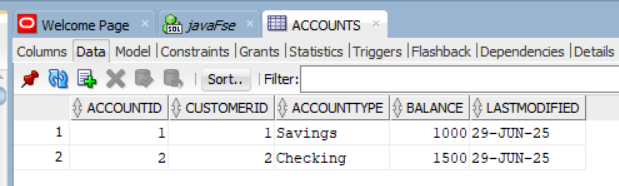 Welcome Page javaFse ACCOUNTS
Columns Data Model Constraints Grants Statistics Triggers Flashback Dependencies Details
Sort.. Filter:
ACCOUNTID CUSTOMERID ACCOUNTTYPE BALANCE LASTMODIFIED
1 1 1 Savings 1000 29-JUN-25
2 2 2 Checking 1500 29-JUN-25